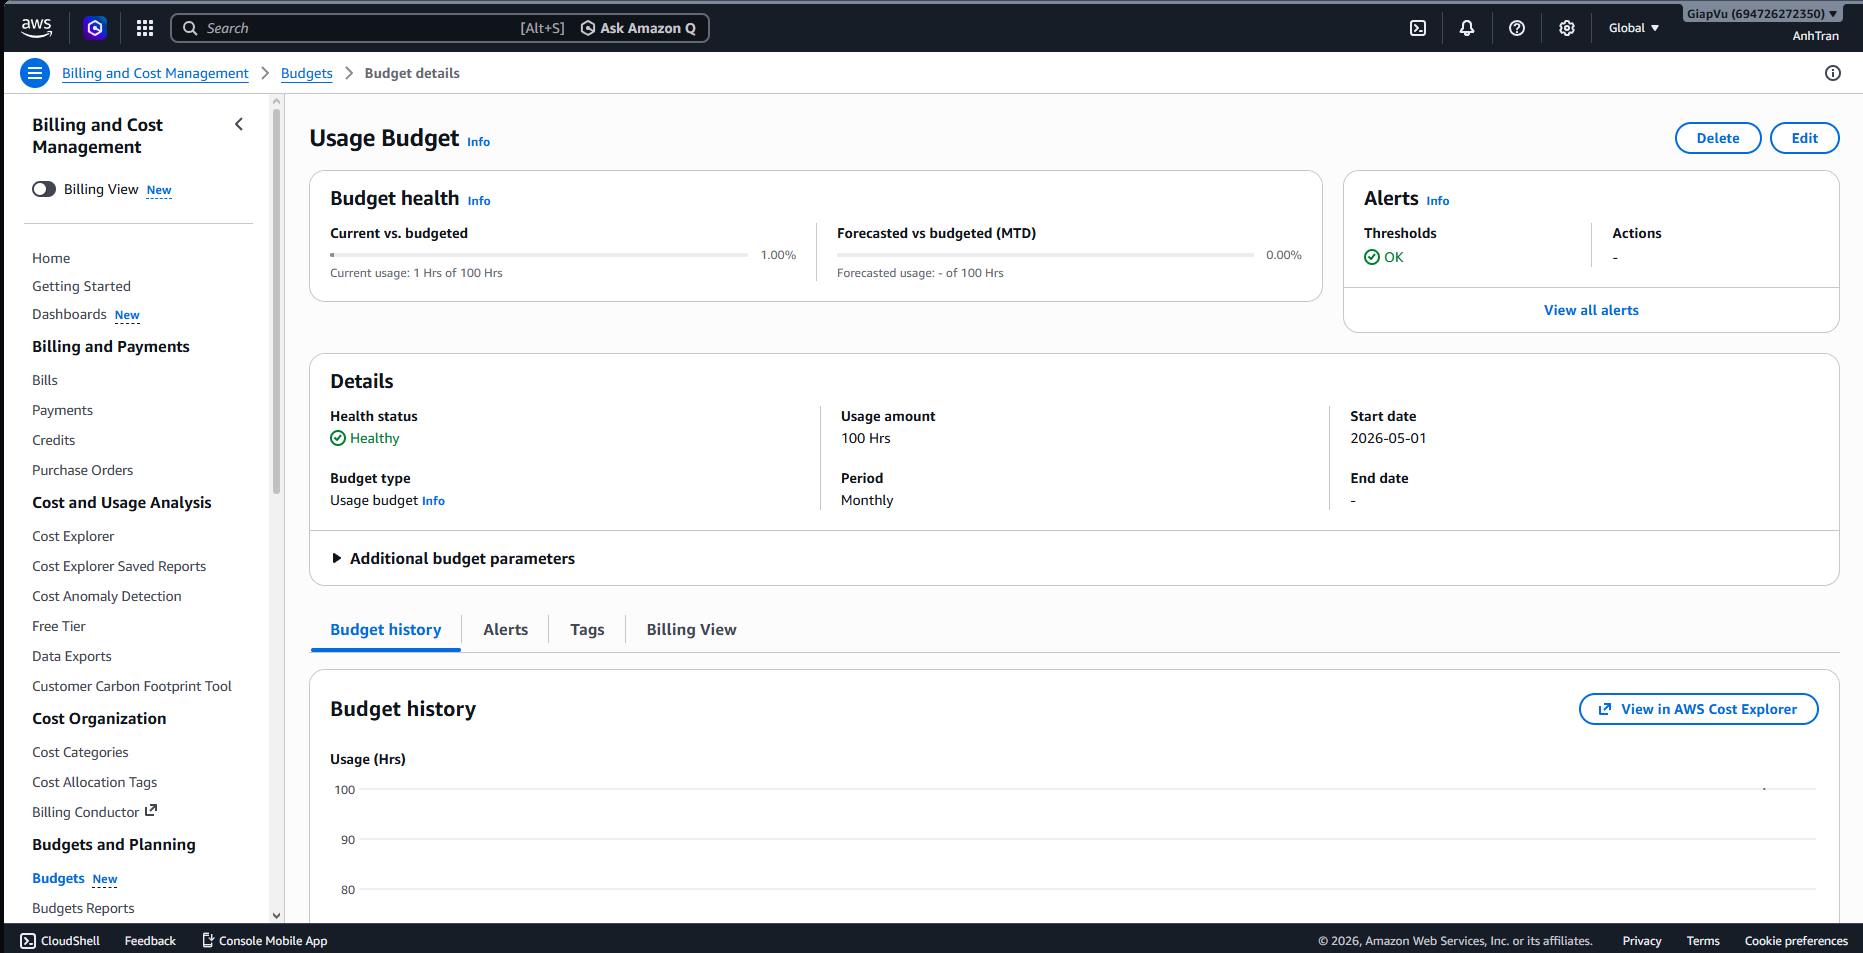 aws
Search [Alt+S] Ask Amazon Q
Global
GiapVu (694726272350)
AnhTran
Billing and Cost Management
Budgets
Budget details
Billing and Cost
Management
Billing View New
Home
Getting Started
Dashboards New
Billing and Payments
Bills
Payments
Credits
Purchase Orders
Cost and Usage Analysis
Cost Explorer
Cost Explorer Saved Reports
Cost Anomaly Detection
Free Tier
Data Exports
Customer Carbon Footprint Tool
Cost Organization
Cost Categories
Cost Allocation Tags
Billing Conductor
Budgets and Planning
Budgets New
Budgets Reports
Usage Budget Info
Delete
Edit
Budget health Info
Current vs. budgeted
1.00%
Current usage: 1 Hrs of 100 Hrs
Forecasted vs budgeted (MTD)
0.00%
Forecasted usage: - of 100 Hrs
Alerts Info
Thresholds
OK
Actions
-
View all alerts
Details
Health status
Healthy
Budget type
Usage budget Info
Usage amount
100 Hrs
Period
Monthly
Start date
2026-05-01
End date
-
Additional budget parameters
Budget history
Alerts
Tags
Billing View
Budget history
View in AWS Cost Explorer
Usage (Hrs)
100
90
80
CloudShell
Feedback
Console Mobile App
© 2026, Amazon Web Services, Inc. or its affiliates.
Privacy
Terms
Cookie preferences